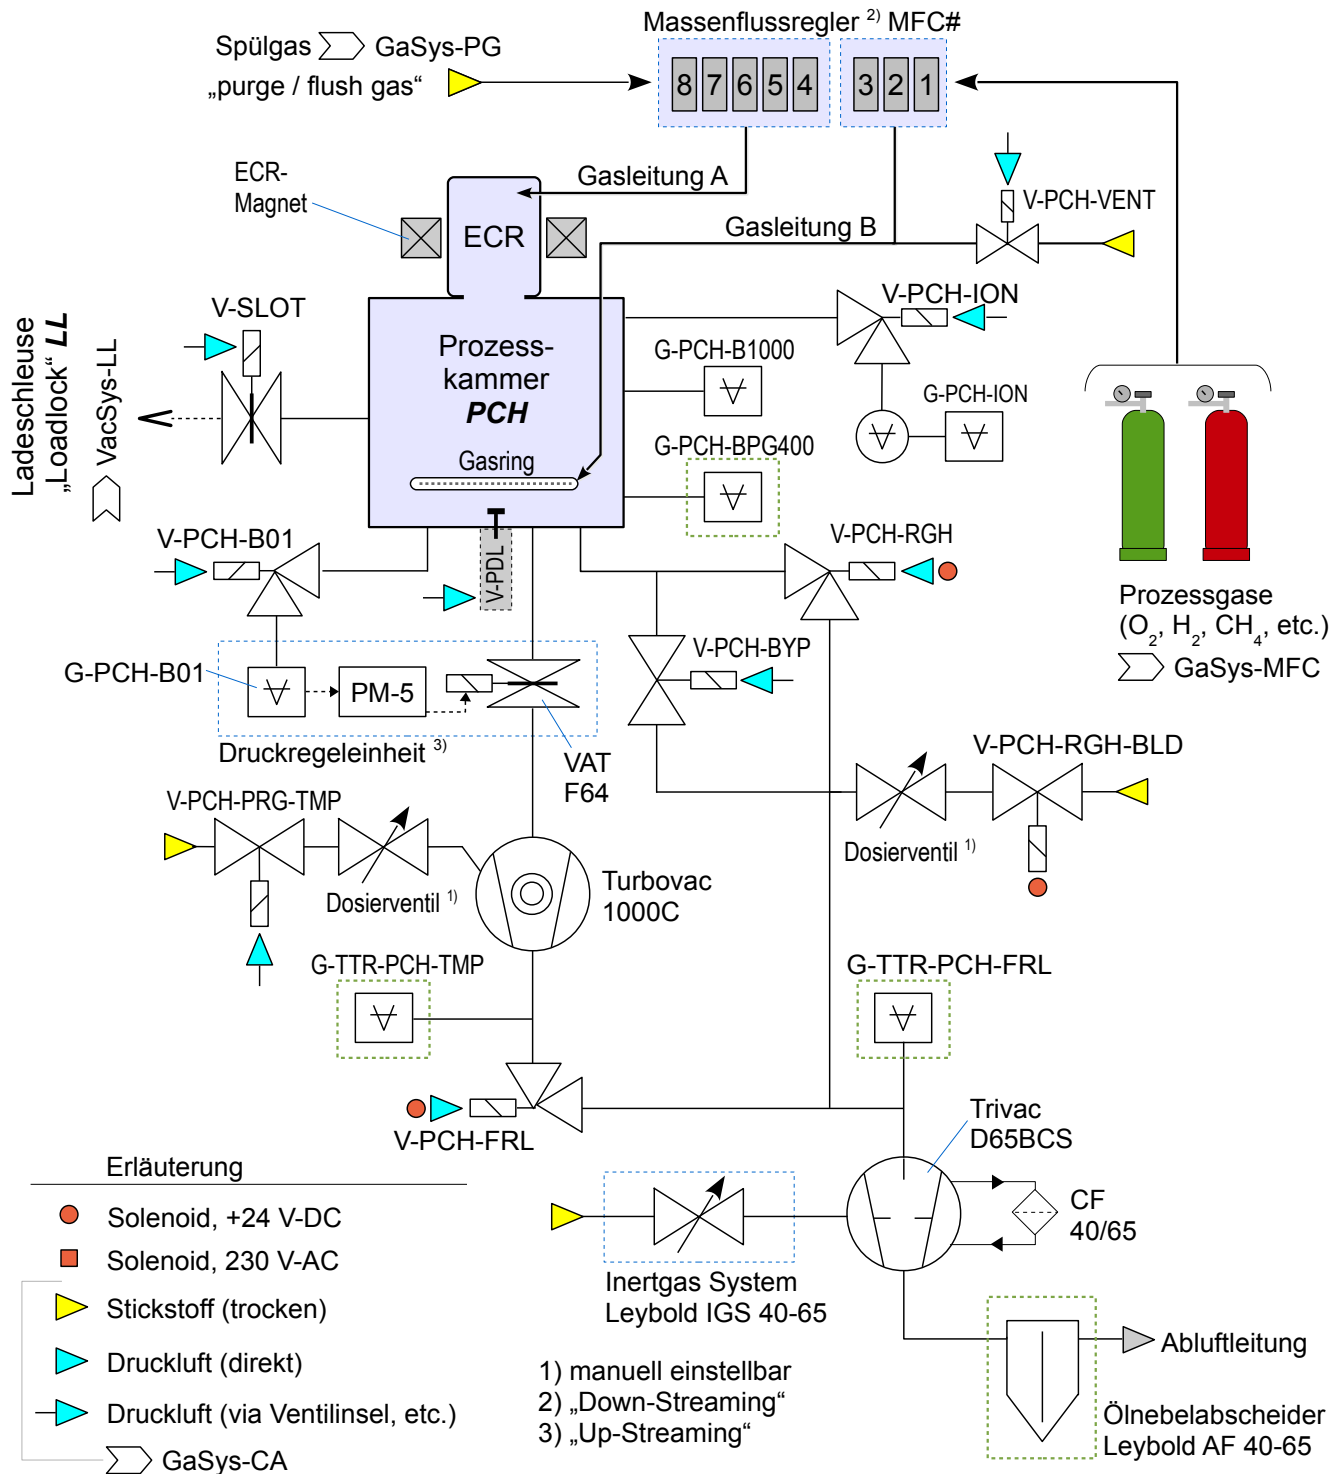 Massenflussregler 2) MFC#
Spülgas GaSys-PG
„purge / flush gas“
8 7 6 5 4 3 2 1
ECR-
Magnet
Gasleitung A
V-PCH-VENT
ECR
Gasleitung B
V-SLOT
V-PCH-ION
Ladeschleuse
„Loadlock“ LL
VacSys-LL
Prozess-
kammer
PCH
G-PCH-B1000
G-PCH-ION
Gasring
G-PCH-BPG400
V-PCH-B01
V-PDL
V-PCH-RGH
Prozessgase
(O2, H2, CH4, etc.)
GaSys-MFC
G-PCH-B01
PM-5
V-PCH-BYP
Druckregeleinheit 3)
VAT
F64
V-PCH-RGH-BLD
V-PCH-PRG-TMP
Dosierventil 1)
Turbovac
1000C
Dosierventil 1)
G-TTR-PCH-TMP
G-TTR-PCH-FRL
V-PCH-FRL
Trivac
D65BCS
CF
40/65
Inertgas System
Leybold IGS 40-65
Abluftleitung
Ölnebelabscheider
Leybold AF 40-65
Erläuterung
Solenoid, +24 V-DC
Solenoid, 230 V-AC
Stickstoff (trocken)
Druckluft (direkt)
Druckluft (via Ventilinsel, etc.)
GaSys-CA
1) manuell einstellbar
2) „Down-Streaming“
3) „Up-Streaming“